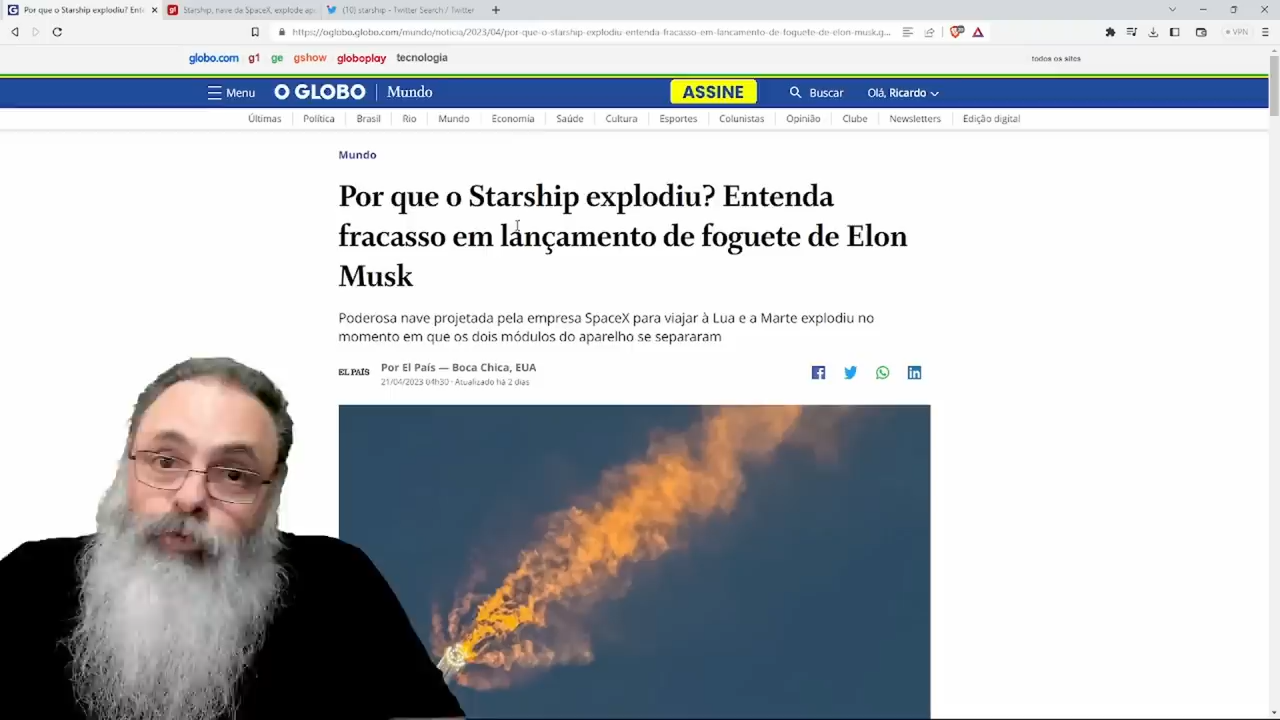 Por que o Starship explodiu? Ente
Starship, nave da SpaceX, explode ap
(10) starship - Twitter Search / Twitter
https://oglobo.globo.com/mundo/noticia/2023/04/por-que-o-starship-explodiu-entenda-fracasso-em-lancamento-de-foguete-de-elon-musk.g...
VPN
globo.com g1 ge gshow globoplay tecnologia todos os sites
Menu O GLOBO Mundo ASSINE Buscar Olá, Ricardo
Últimas Política Brasil Rio Mundo Economia Saúde Cultura Esportes Colunistas Opinião Clube Newsletters Edição digital
Mundo
Por que o Starship explodiu? Entenda
fracasso em lançamento de foguete de Elon
Musk
Poderosa nave projetada pela empresa SpaceX para viajar à Lua e a Marte explodiu no
momento em que os dois módulos do aparelho se separaram
EL PAÍS
Por El País — Boca Chica, EUA
21/04/2023 04h30 · Atualizado há 2 dias